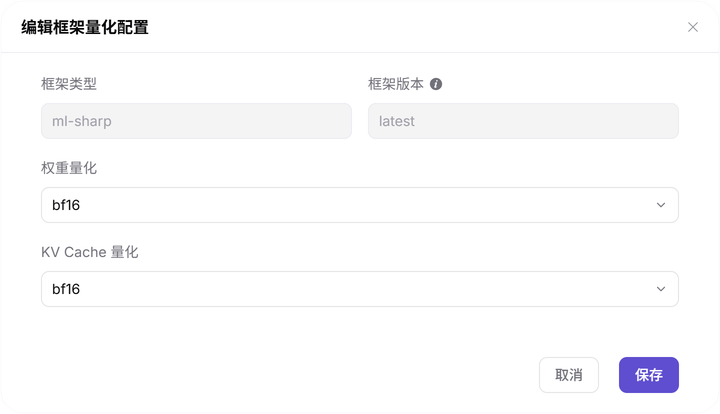 编辑框架量化配置
框架类型 框架版本
ml-sharp latest
权重量化
bf16
KV Cache 量化
bf16
取消 保存